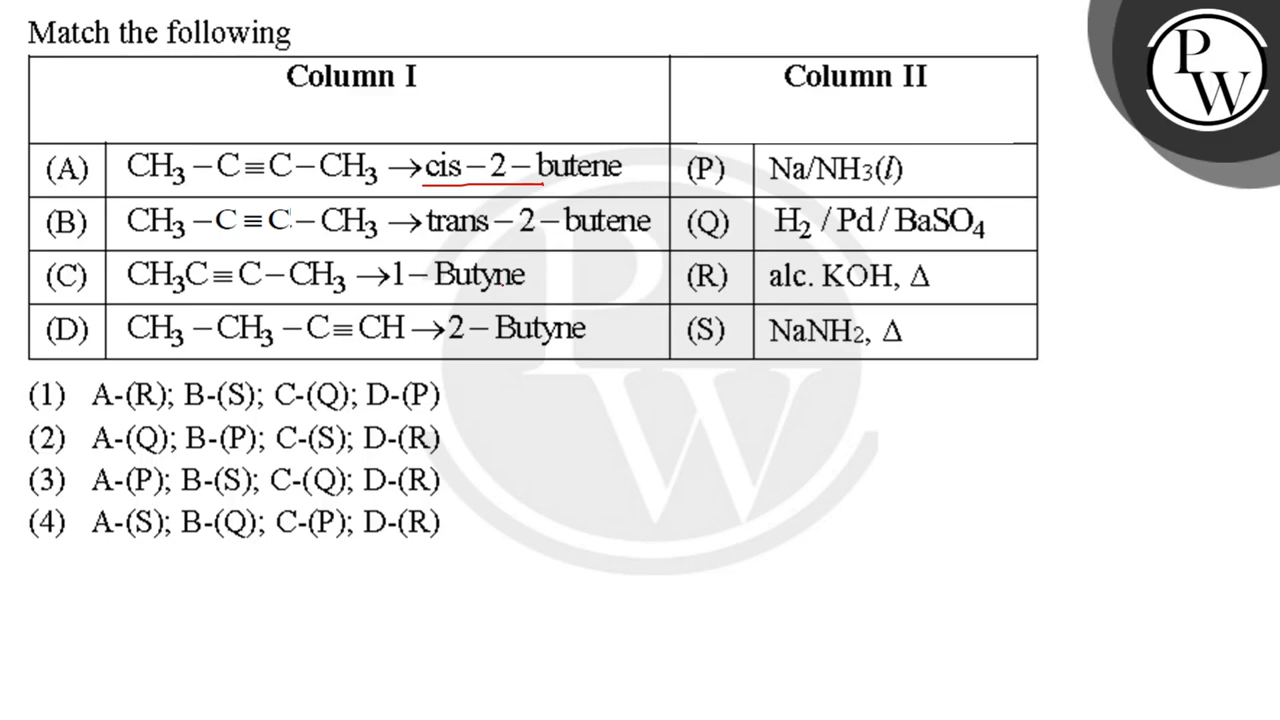 Match the following
P
W
Column I Column II
(A) CH₃–C≡C–CH₃ →cis–2–butene (P) Na/NH3(l)
(B) CH₃–C≡C–CH₃ →trans–2–butene (Q) H₂/Pd/BaSO₄
(C) CH₃C≡C–CH₃ →1–Butyne (R) alc. KOH, Δ
(D) CH₃–CH₃–C≡CH→2–Butyne (S) NaNH2, Δ
(1) A-(R); B-(S); C-(Q); D-(P)
(2) A-(Q); B-(P); C-(S); D-(R)
(3) A-(P); B-(S); C-(Q); D-(R)
(4) A-(S); B-(Q); C-(P); D-(R)
P
W